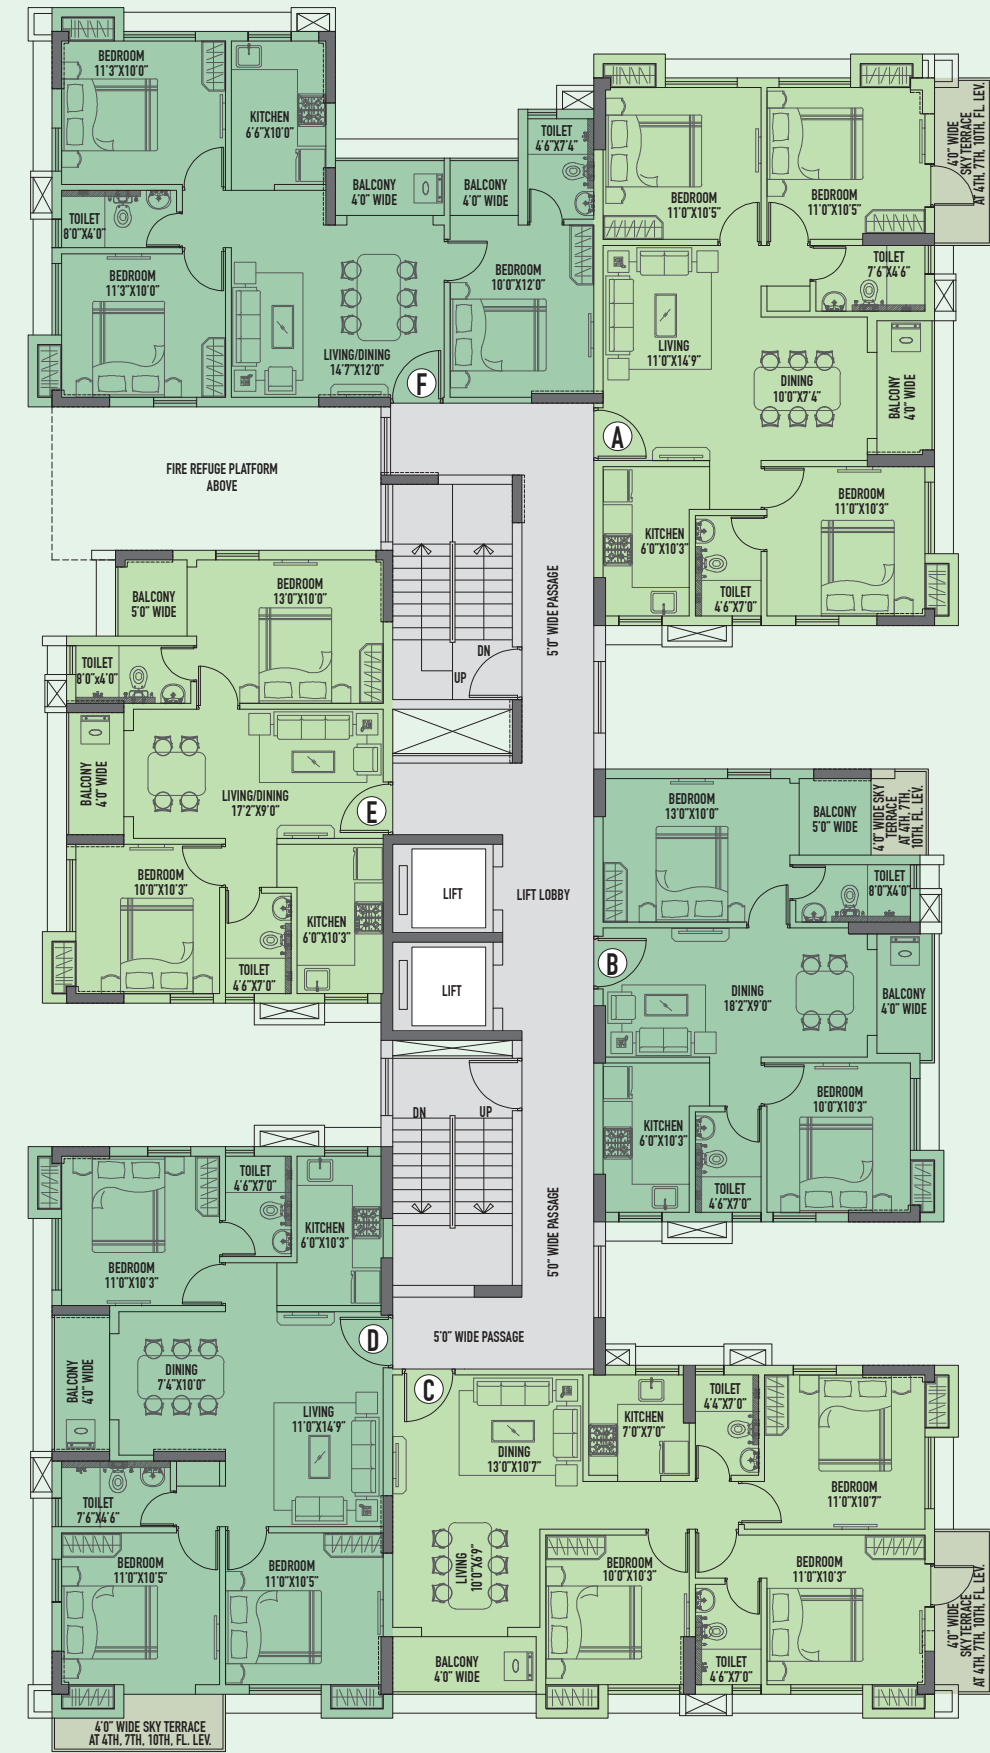 BEDROOM
11'3"X10'0"
KITCHEN
6'6"X10'0"
TOILET
8'0"X4'0"
BEDROOM
11'3"X10'0"
BALCONY
4'0" WIDE
BALCONY
4'0" WIDE
TOILET
4'6"X7'4"
BEDROOM
10'0"X12'0"
LIVING/DINING
14'7"X12'0"
F
BEDROOM
11'0"X10'5"
BEDROOM
11'0"X10'5"
4'0" WIDE
SKY TERRACE
AT 4TH, 7TH, 10TH. FL. LEV.
TOILET
7'6"X4'6"
LIVING
11'0"X14'9"
DINING
10'0"X7'4"
BALCONY
4'0" WIDE
A
KITCHEN
6'0"X10'3"
TOILET
4'6"X7'0"
BEDROOM
11'0"X10'3"
FIRE REFUGE PLATFORM
ABOVE
5'0" WIDE PASSAGE
DN
UP
BALCONY
5'0" WIDE
BEDROOM
13'0"X10'0"
TOILET
8'0"x4'0"
BALCONY
4'0" WIDE
LIVING/DINING
17'2"X9'0"
E
BEDROOM
10'0"X10'3"
TOILET
4'6"X7'0"
KITCHEN
6'0"X10'3"
LIFT
LIFT LOBBY
LIFT
BEDROOM
13'0"X10'0"
BALCONY
5'0" WIDE
4'0" WIDE SKY
TERRACE
AT 4TH, 7TH,
10TH. FL. LEV.
TOILET
8'0"X4'0"
B
DINING
18'2"X9'0"
BALCONY
4'0" WIDE
KITCHEN
6'0"X10'3"
TOILET
4'6"X7'0"
BEDROOM
10'0"X10'3"
DN
UP
5'0" WIDE PASSAGE
5'0" WIDE PASSAGE
BEDROOM
11'0"X10'3"
TOILET
4'6"X7'0"
KITCHEN
6'0"X10'3"
D
BALCONY
4'0" WIDE
DINING
7'4"X10'0"
LIVING
11'0"X14'9"
TOILET
7'6"X4'6"
BEDROOM
11'0"X10'5"
BEDROOM
11'0"X10'5"
4'0" WIDE SKY TERRACE
AT 4TH, 7TH, 10TH, FL. LEV.
C
DINING
13'0"X10'7"
KITCHEN
7'0"X7'0"
TOILET
4'4"X7'0"
BEDROOM
11'0"X10'7"
LIVING
10'0"X6'9"
BEDROOM
10'0"X10'3"
BEDROOM
11'0"X10'3"
BALCONY
4'0" WIDE
TOILET
4'6"X7'0"
4'0" WIDE
SKY TERRACE
AT 4TH, 7TH, 10TH, FL. LEV.